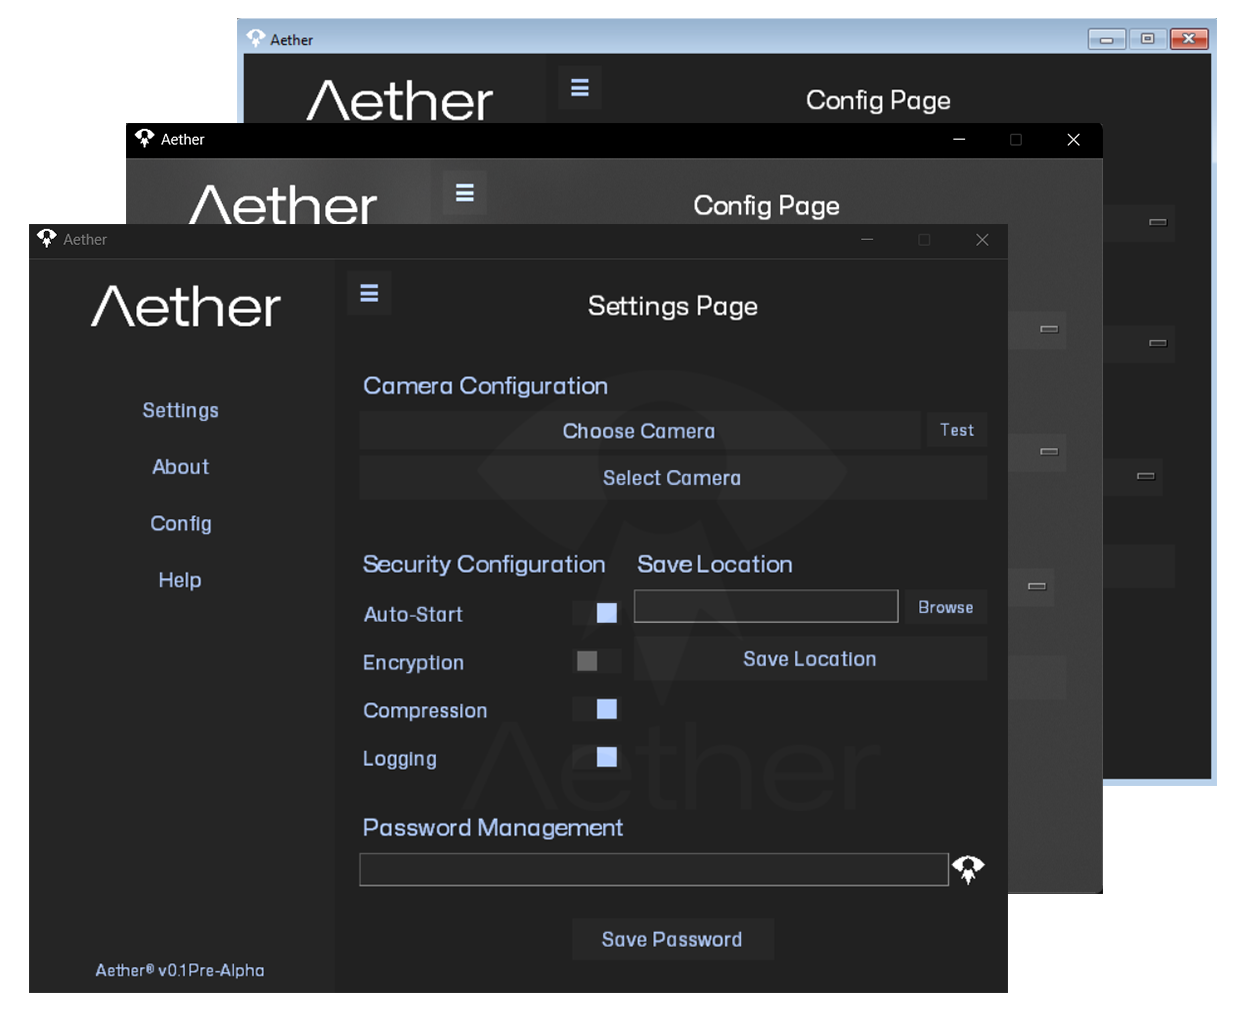 Aether
Aether
Config Page
Aether
Aether
Config Page
Aether
Aether
Settings Page
Settings
About
Config
Help
Camera Configuration
Choose Camera
Test
Select Camera
Security Configuration
Save Location
Auto-Start
Browse
Encryption
Save Location
Compression
Logging
Aether
Password Management
Save Password
Aether® v0.1 Pre-Alpha